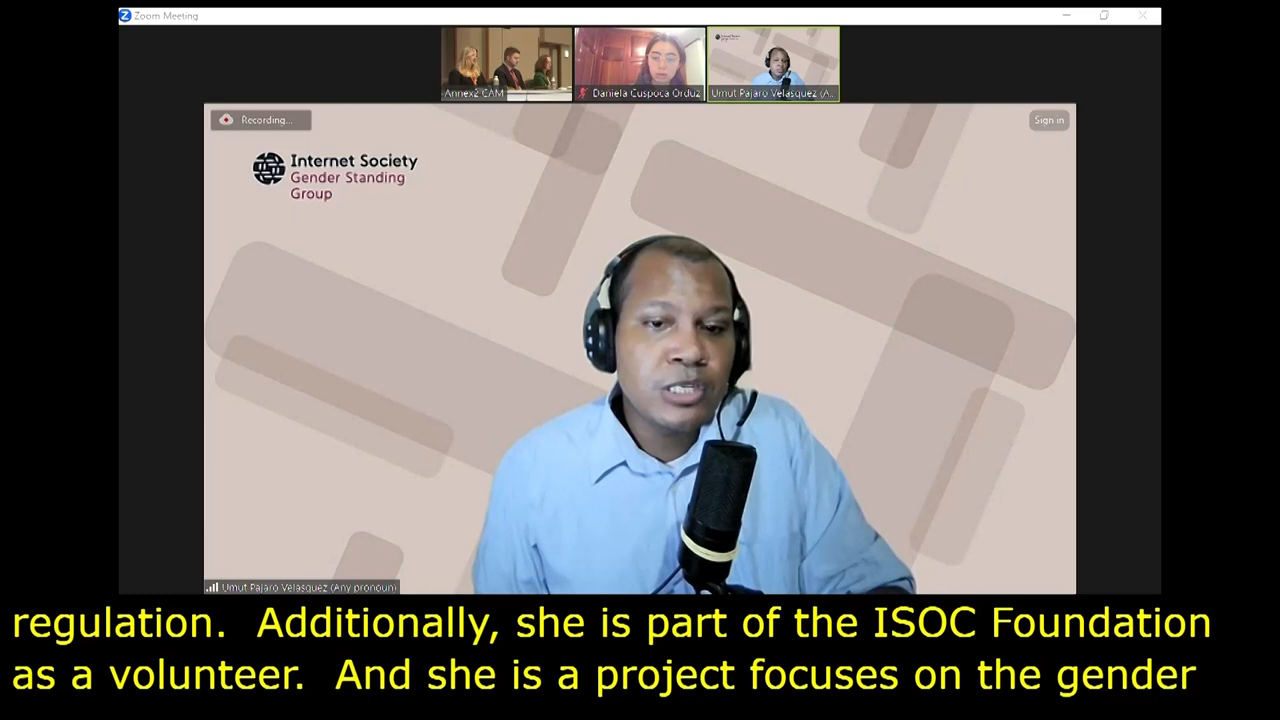 Zoom Meeting
Annex2 CAM
Daniela Cuspoca Orduz
Umut Pajaro Velasquez (A...
Recording...
Sign in
Internet Society
Gender Standing
Group
Umut Pajaro Velasquez (Any pronoun)
regulation.  Additionally, she is part of the ISOC Foundation
as a volunteer.  And she is a project focuses on the gender